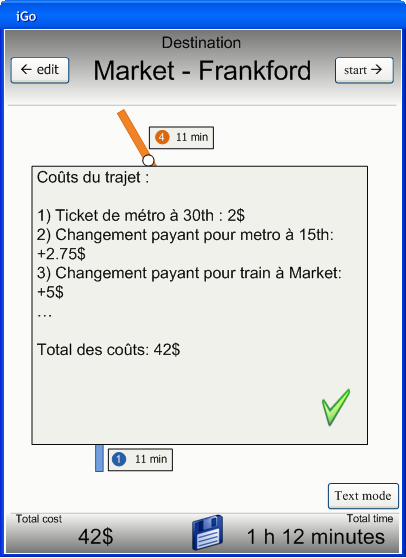 iGo
Destination
← edit
Market - Frankford
start →
4 11 min
Coûts du trajet :
1) Ticket de métro à 30th : 2$
2) Changement payant pour metro à 15th:
+2.75$
3) Changement payant pour train à Market:
+5$
...
Total des coûts: 42$
1 11 min
Text mode
Total cost
Total time
42$
1 h 12 minutes